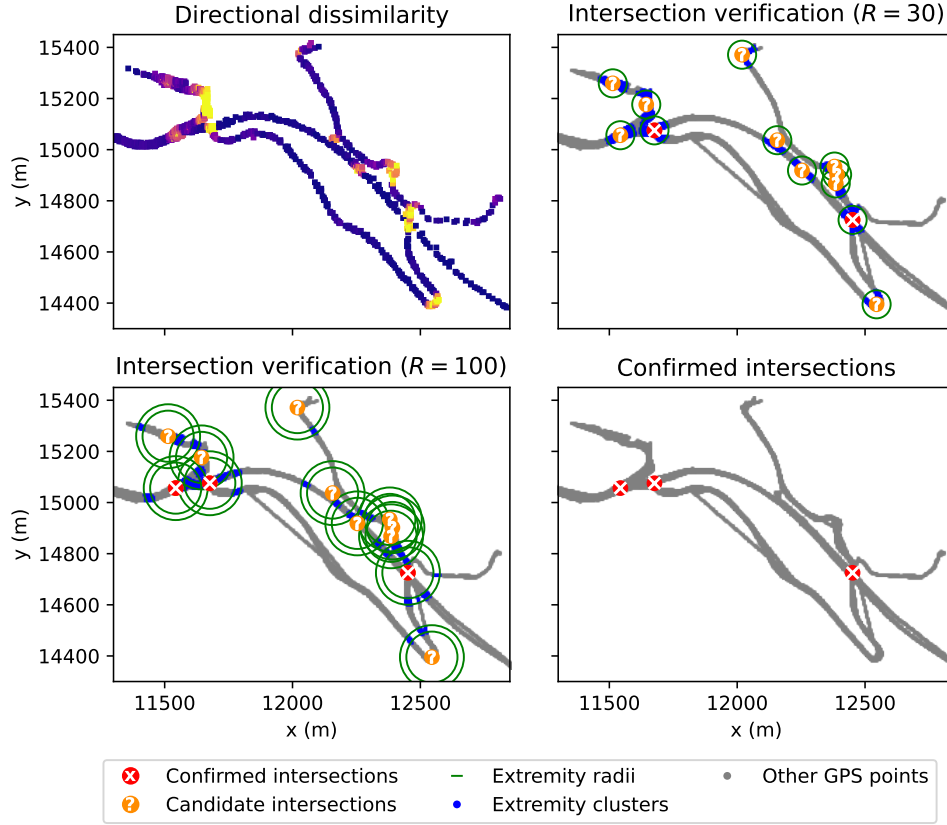 Directional dissimilarity
Intersection verification (R = 30)
15400
15200
15000
14800
14600
14400
y (m)
Intersection verification (R = 100)
Confirmed intersections
15400
15200
15000
14800
14600
14400
y (m)
11500 12000 12500
x (m)
11500 12000 12500
x (m)
Confirmed intersections
Candidate intersections
Extremity radii
Extremity clusters
Other GPS points